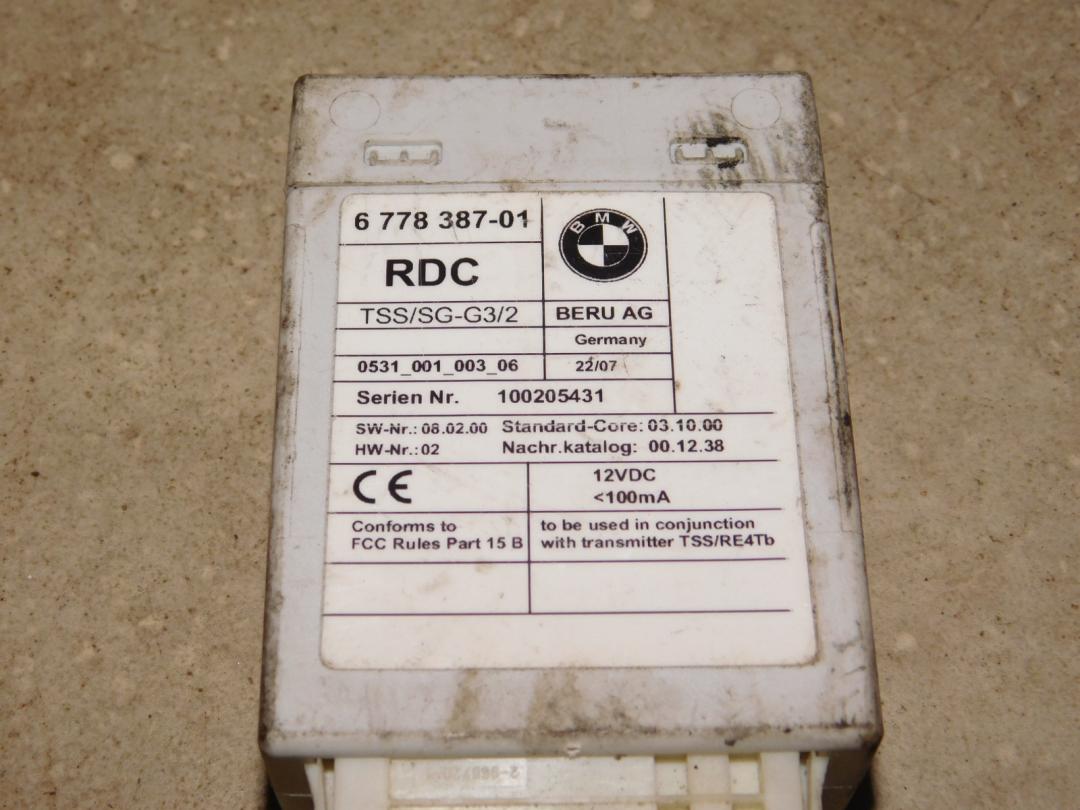 6 778 387-01
BMW
RDC
TSS/SG-G3/2
BERU AG
Germany
0531_001_003_06
22/07
Serien Nr. 100205431
SW-Nr.: 08.02.00 Standard-Core: 03.10.00
HW-Nr.: 02 Nachr.katalog: 00.12.38
CE
12VDC
<100mA
Conforms to
FCC Rules Part 15 B
to be used in conjunction
with transmitter TSS/RE4Tb